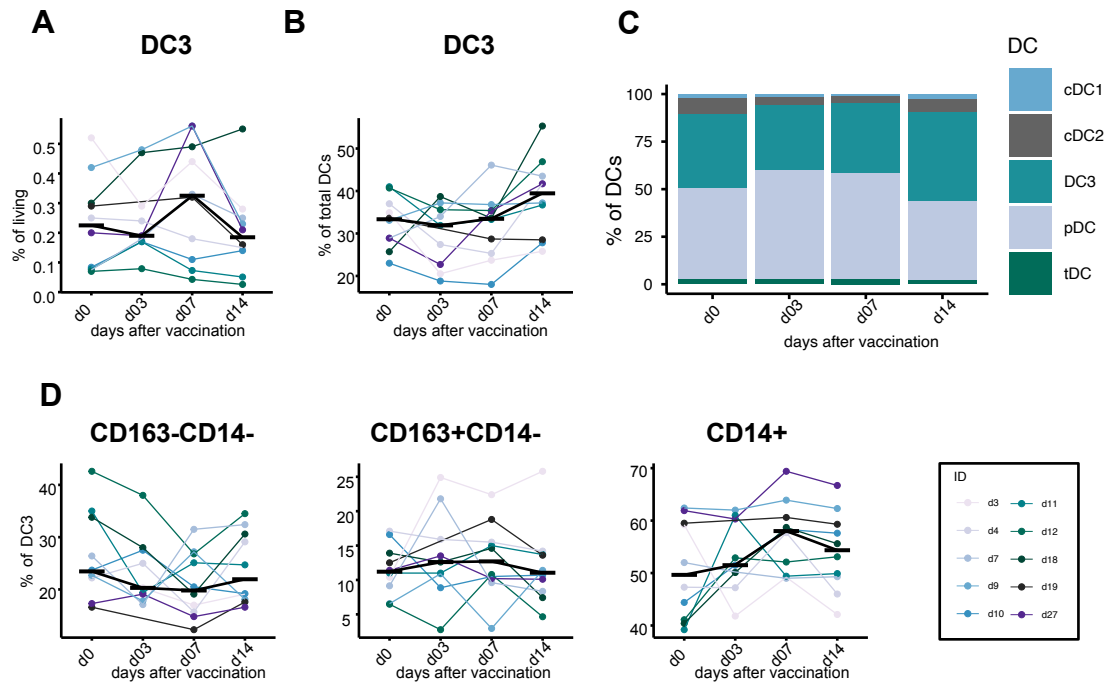 A
DC3
% of living
0.5
0.4
0.3
0.2
0.1
0.0
d0
d03
d07
d14
days after vaccination
B
DC3
% of total DCs
50
40
30
20
d0
d03
d07
d14
days after vaccination
C
% of DCs
100
75
50
25
0
d0
d03
d07
d14
days after vaccination
DC
cDC1
cDC2
DC3
pDC
tDC
D
CD163-CD14-
% of DC3
40
30
20
d0
d03
d07
d14
days after vaccination
CD163+CD14-
25
20
15
10
5
d0
d03
d07
d14
days after vaccination
CD14+
70
60
50
40
d0
d03
d07
d14
days after vaccination
ID
d3
d4
d7
d9
d10
d11
d12
d18
d19
d27